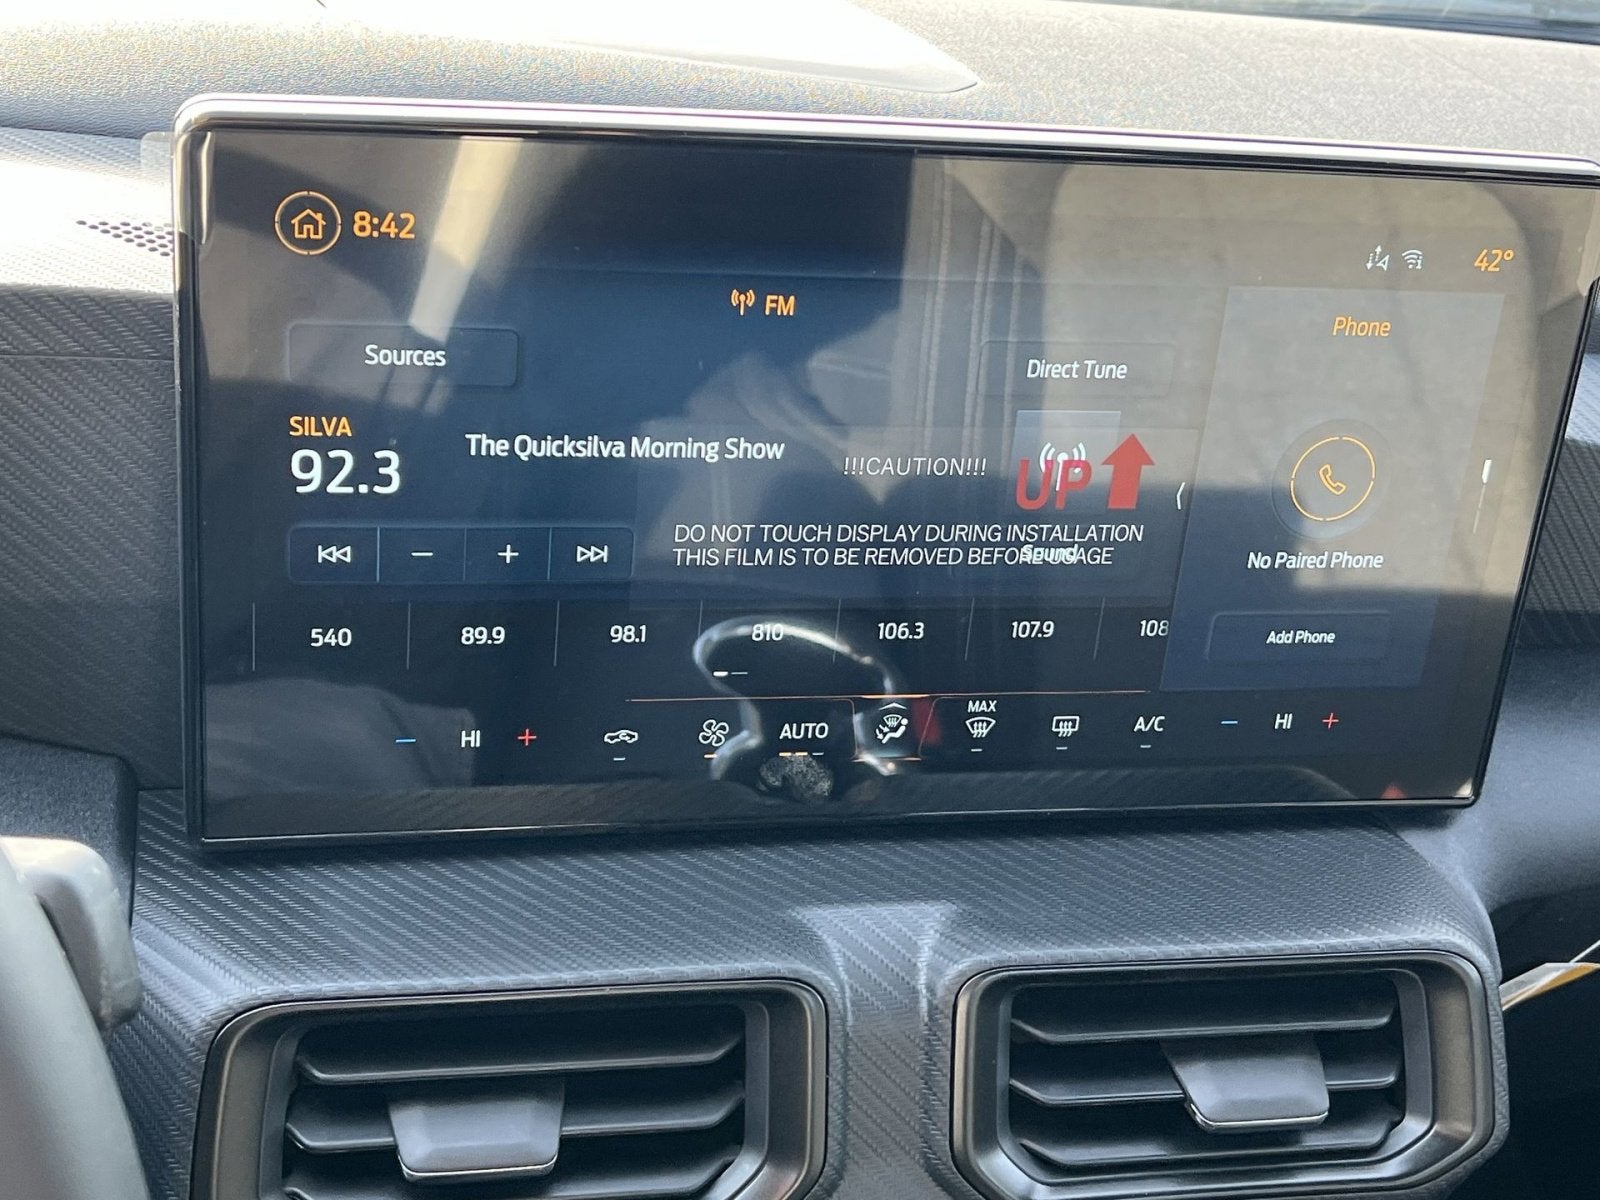 8:42
42°
FM
Phone
Sources
Direct Tune
SILVA
92.3
The Quicksilva Morning Show
!!!CAUTION!!!
UP
DO NOT TOUCH DISPLAY DURING INSTALLATION
THIS FILM IS TO BE REMOVED BEFORE USAGE
Sound
No Paired Phone
540
89.9
98.1
810
106.3
107.9
108
Add Phone
HI
AUTO
MAX
A/C
HI